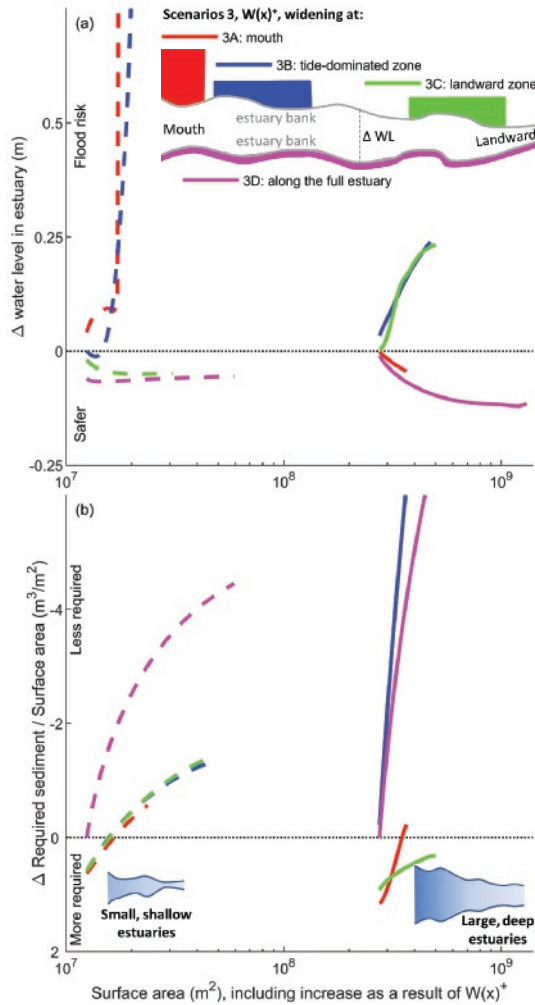 (a)
Scenarios 3, W(x)⁺, widening at:
3A: mouth
3B: tide-dominated zone
3C: landward zone
estuary bank
Mouth
Δ WL
estuary bank
Landward
3D: along the full estuary
Δ water level in estuary (m)
Flood risk
Safer
0.5
0.25
0
-0.25
10⁷
10⁸
10⁹
(b)
Δ Required sediment / Surface area (m³/m²)
Less required
More required
-4
-2
0
2
Small, shallow
estuaries
Large, deep
estuaries
10⁷
10⁸
10⁹
Surface area (m²), including increase as a result of W(x)⁺